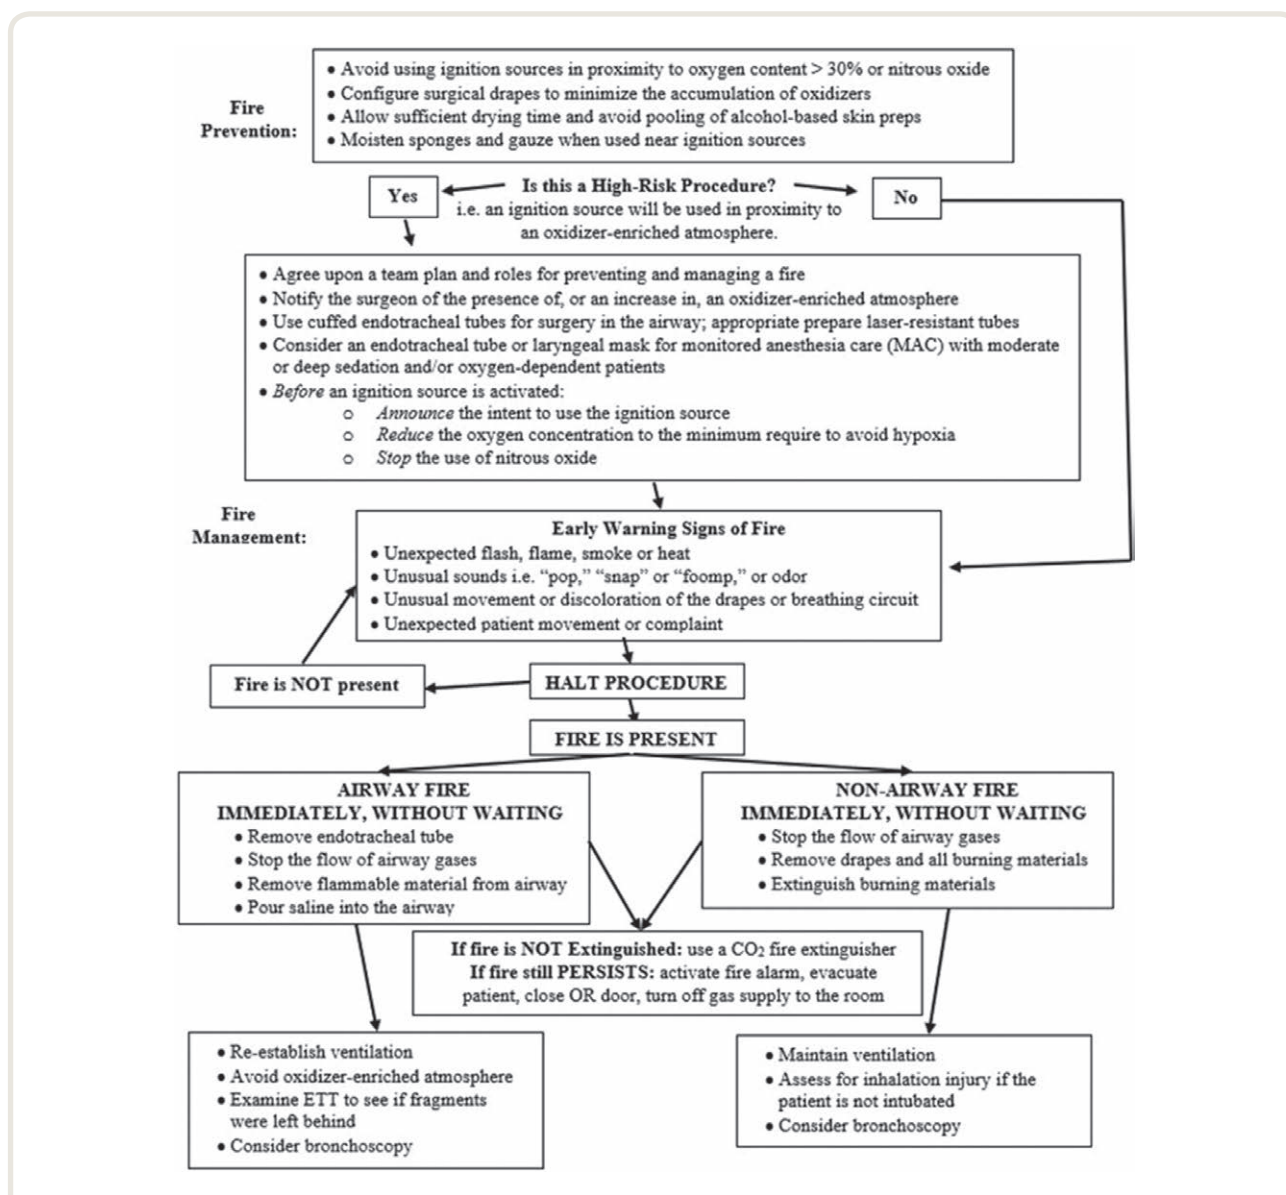 Fire
Prevention:
• Avoid using ignition sources in proximity to oxygen content > 30% or nitrous oxide
• Configure surgical drapes to minimize the accumulation of oxidizers
• Allow sufficient drying time and avoid pooling of alcohol-based skin preps
• Moisten sponges and gauze when used near ignition sources
Yes
Is this a High-Risk Procedure?
i.e. an ignition source will be used in proximity to
an oxidizer-enriched atmosphere.
No
• Agree upon a team plan and roles for preventing and managing a fire
• Notify the surgeon of the presence of, or an increase in, an oxidizer-enriched atmosphere
• Use cuffed endotracheal tubes for surgery in the airway; appropriate prepare laser-resistant tubes
• Consider an endotracheal tube or laryngeal mask for monitored anesthesia care (MAC) with moderate
or deep sedation and/or oxygen-dependent patients
• Before an ignition source is activated:
o Announce the intent to use the ignition source
o Reduce the oxygen concentration to the minimum require to avoid hypoxia
o Stop the use of nitrous oxide
Fire
Management:
Early Warning Signs of Fire
• Unexpected flash, flame, smoke or heat
• Unusual sounds i.e. “pop,” “snap” or “foomp,” or odor
• Unusual movement or discoloration of the drapes or breathing circuit
• Unexpected patient movement or complaint
Fire is NOT present
HALT PROCEDURE
FIRE IS PRESENT
AIRWAY FIRE
IMMEDIATELY, WITHOUT WAITING
• Remove endotracheal tube
• Stop the flow of airway gases
• Remove flammable material from airway
• Pour saline into the airway
NON-AIRWAY FIRE
IMMEDIATELY, WITHOUT WAITING
• Stop the flow of airway gases
• Remove drapes and all burning materials
• Extinguish burning materials
If fire is NOT Extinguished: use a CO₂ fire extinguisher
If fire still PERSISTS: activate fire alarm, evacuate
patient, close OR door, turn off gas supply to the room
• Re-establish ventilation
• Avoid oxidizer-enriched atmosphere
• Examine ETT to see if fragments
were left behind
• Consider bronchoscopy
• Maintain ventilation
• Assess for inhalation injury if the
patient is not intubated
• Consider bronchoscopy